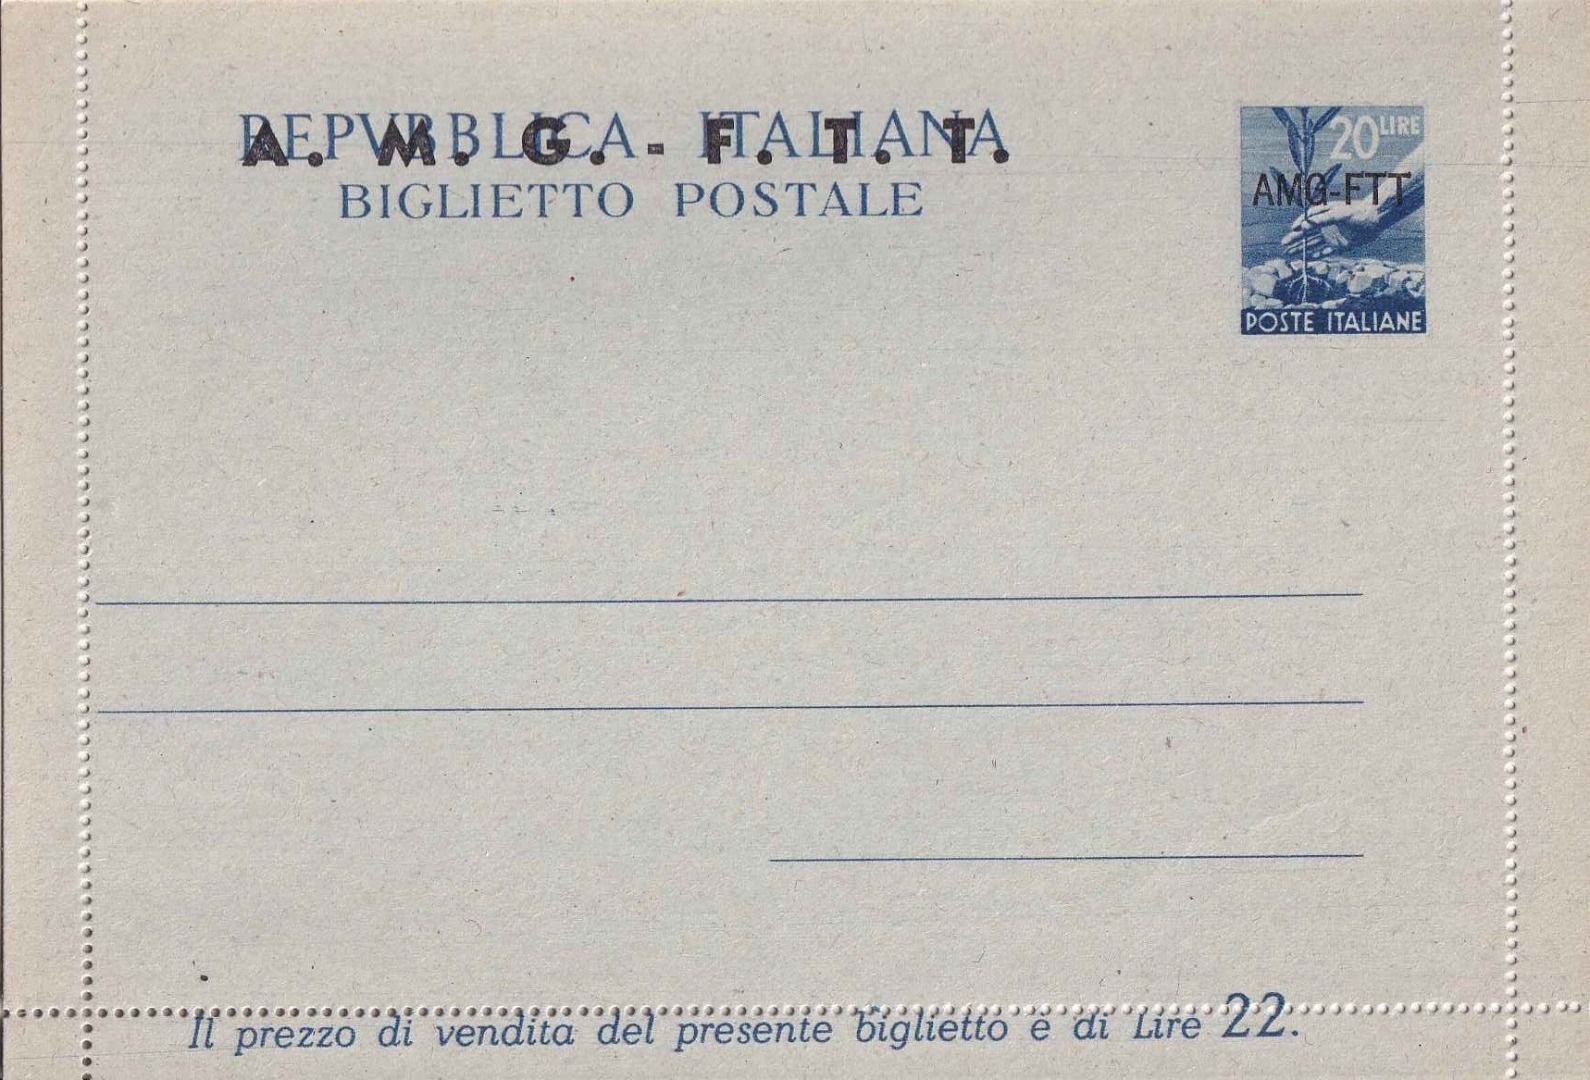 REPVBBLICA ITALIANA
A. M. G. - F. T. T.
BIGLIETTO POSTALE
20 LIRE
AMG-FTT
POSTE ITALIANE
Il prezzo di vendita del presente biglietto è di Lire 22.